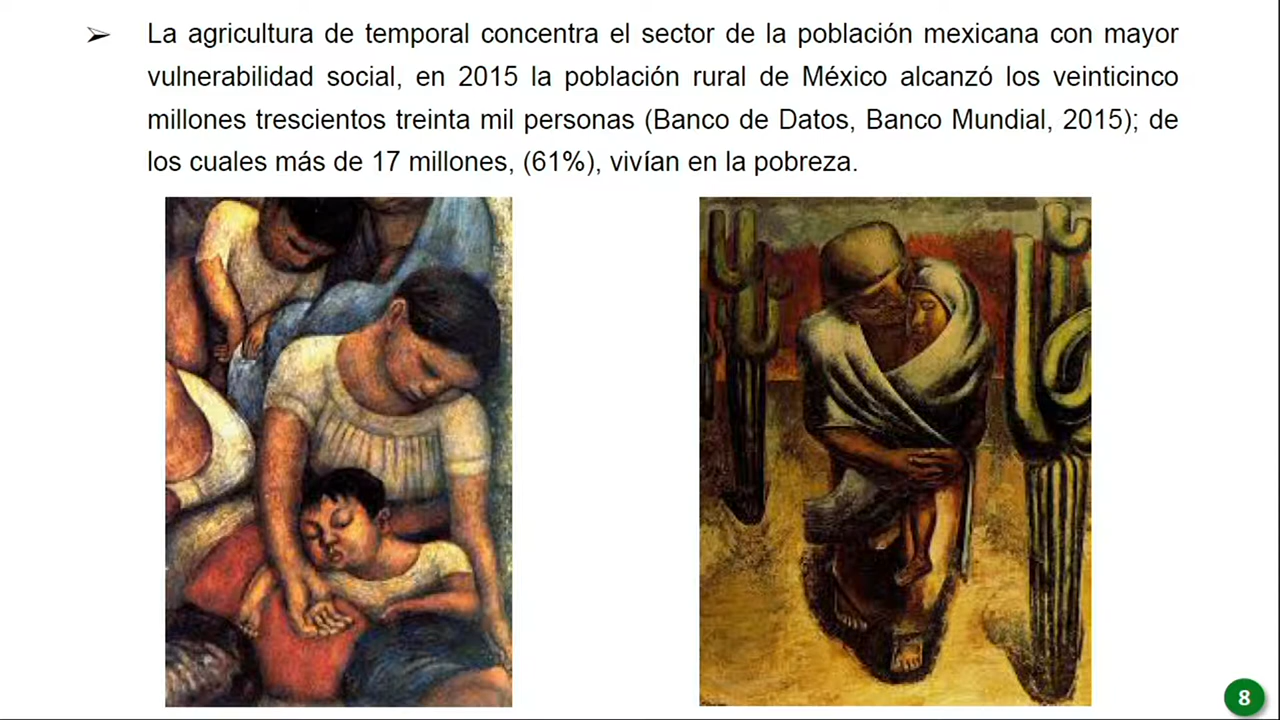 ➢ La agricultura de temporal concentra el sector de la población mexicana con mayor
vulnerabilidad social, en 2015 la población rural de México alcanzó los veinticinco
millones trescientos treinta mil personas (Banco de Datos, Banco Mundial, 2015); de
los cuales más de 17 millones, (61%), vivían en la pobreza.
8